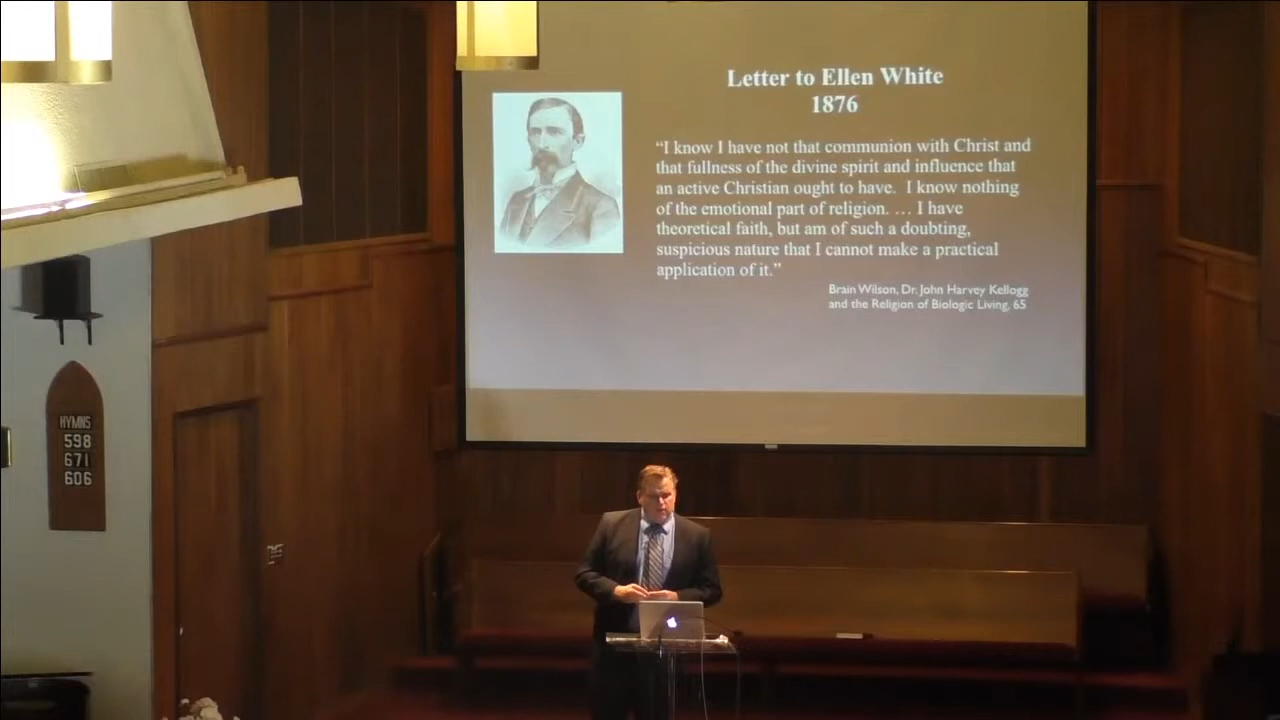 Letter to Ellen White
1876
“I know I have not that communion with Christ and
that fullness of the divine spirit and influence that
an active Christian ought to have. I know nothing
of the emotional part of religion. … I have
theoretical faith, but am of such a doubting,
suspicious nature that I cannot make a practical
application of it.”
Brain Wilson, Dr. John Harvey Kellogg
and the Religion of Biologic Living, 65
HYMNS
598
671
606